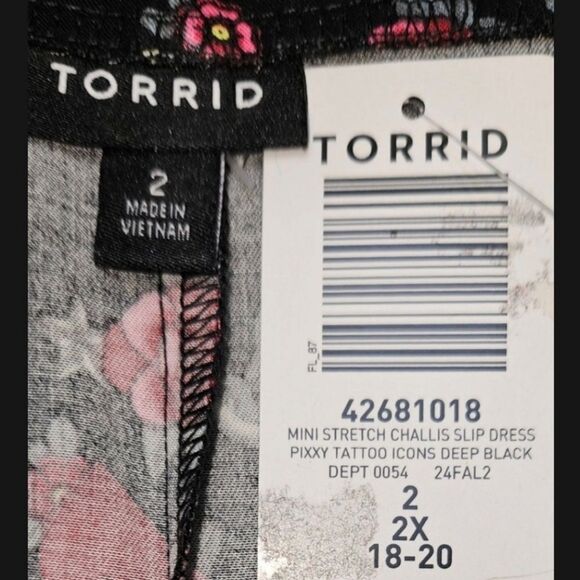 TORRID
2
MADE IN
VIETNAM
TORRID
FL_87
42681018
MINI STRETCH CHALLIS SLIP DRESS
PIXXY TATTOO ICONS DEEP BLACK
DEPT 0054 24FAL2
2
2X
18-20